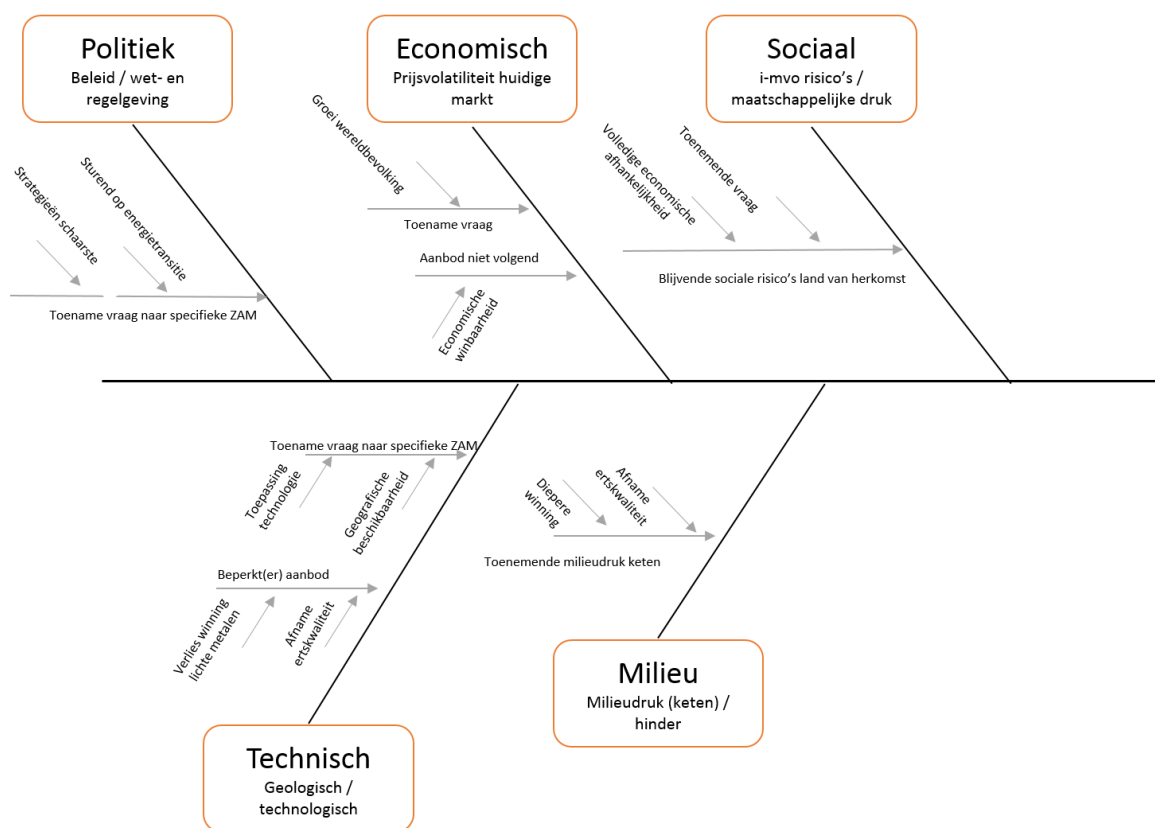 Politiek
Beleid / wet- en
regelgeving
Economisch
Prijsvolatiliteit huidige
markt
Sociaal
i-mvo risico's /
maatschappelijke druk
Strategieën schaarste
Sturend op energietransitie
Toename vraag naar specifieke ZAM
Groei wereldbevolking
Toename vraag
Aanbod niet volgend
Economische
winbaarheid
Volledige economische
afhankelijkheid
Toenemende vraag
Blijvende sociale risico's land van herkomst
Toename vraag naar specifieke ZAM
Toepassing
technologie
Geografische
beschikbaarheid
Beperkt(er) aanbod
Verlies winning
lichte metalen
Afname
ertskwaliteit
Diepere
winning
Afname
ertskwaliteit
Toenemende milieudruk keten
Technisch
Geologisch /
technologisch
Milieu
Milieudruk (keten) /
hinder